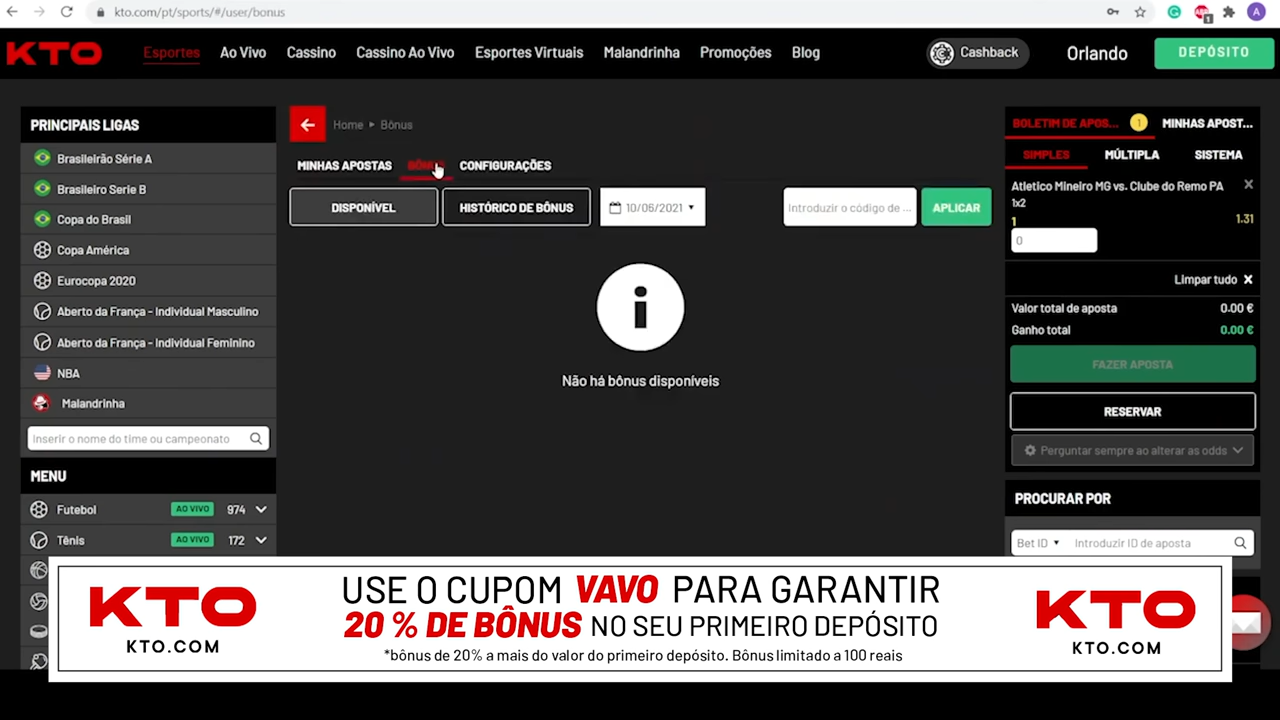 kto.com/pt/sports/#/user/bonus
A
KTO
Esportes
Ao Vivo
Cassino
Cassino Ao Vivo
Esportes Virtuais
Malandrinha
Promoções
Blog
Cashback
Orlando
DEPÓSITO
PRINCIPAIS LIGAS
Brasileirão Série A
Brasileiro Serie B
Copa do Brasil
Copa América
Eurocopa 2020
Aberto da França - Individual Masculino
Aberto da França - Individual Feminino
NBA
Malandrinha
Inserir o nome do time ou campeonato
MENU
Futebol AO VIVO 974
Tênis AO VIVO 172
Home ▸ Bônus
MINHAS APOSTAS
BÔNUS
CONFIGURAÇÕES
DISPONÍVEL
HISTÓRICO DE BÔNUS
10/06/2021
Introduzir o código de ...
APLICAR
i
Não há bônus disponíveis
BOLETIM DE APOS... 1
MINHAS APOST...
SIMPLES
MÚLTIPLA
SISTEMA
Atletico Mineiro MG vs. Clube do Remo PA
1x2
1 1.31
0
Limpar tudo ×
Valor total de aposta 0.00 €
Ganho total 0.00 €
FAZER APOSTA
RESERVAR
Perguntar sempre ao alterar as odds
PROCURAR POR
Bet ID
Introduzir ID de aposta
KTO
KTO.COM
USE O CUPOM VAVO PARA GARANTIR
20 % DE BÔNUS NO SEU PRIMEIRO DEPÓSITO
*bônus de 20% a mais do valor do primeiro depósito. Bônus limitado a 100 reais
KTO
KTO.COM